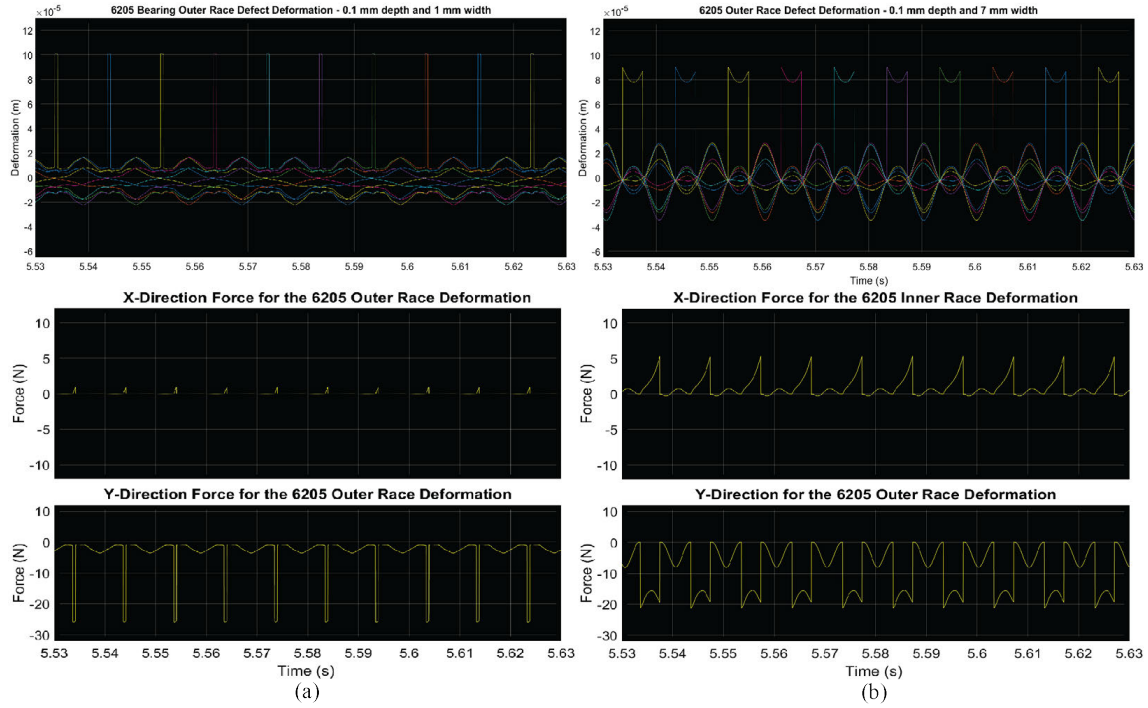 6205 Bearing Outer Race Defect Deformation - 0.1 mm depth and 1 mm width
×10⁻⁵
12
10
8
6
4
2
0
-2
-4
-6
Deformation (m)
5.53 5.54 5.55 5.56 5.57 5.58 5.59 5.6 5.61 5.62 5.63
X-Direction Force for the 6205 Outer Race Deformation
10
5
0
-5
-10
Force (N)
Y-Direction Force for the 6205 Outer Race Deformation
0
-10
-20
-30
Force (N)
5.53 5.54 5.55 5.56 5.57 5.58 5.59 5.6 5.61 5.62 5.63
Time (s)
(a)
6205 Outer Race Defect Deformation - 0.1 mm depth and 7 mm width
×10⁻⁵
12
10
8
6
4
2
0
-2
-4
-6
Deformation (m)
5.53 5.54 5.55 5.56 5.57 5.58 5.59 5.6 5.61 5.62 5.63
Time (s)
X-Direction Force for the 6205 Inner Race Deformation
10
5
0
-5
-10
Force (N)
Y-Direction for the 6205 Outer Race Deformation
0
-10
-20
-30
Force (N)
5.53 5.54 5.55 5.56 5.57 5.58 5.59 5.6 5.61 5.62 5.63
Time (s)
(b)